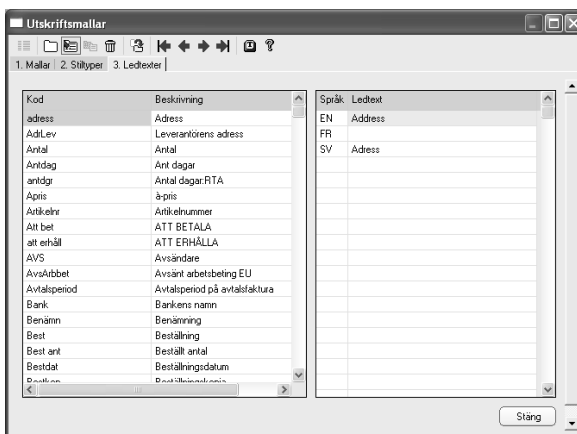 Utskriftsmallar
1. Mallar 2. Stiltyper 3. Ledtexter
Kod Beskrivning
adress Adress
AdrLev Leverantörens adress
Antal Antal
Antdag Ant dagar
antdgr Antal dagar:RTA
Apris à-pris
Artikelnr Artikelnummer
Att bet ATT BETALA
att erhåll ATT ERHÅLLA
AVS Avsändare
AvsArbbet Avsänt arbetsbeting EU
Avtalsperiod Avtalsperiod på avtalsfaktura
Bank Bankens namn
Benämn Benämning
Best Beställning
Best ant Beställt antal
Bestdat Beställningsdatum
Språk Ledtext
EN Address
FR
SV Adress
Stäng